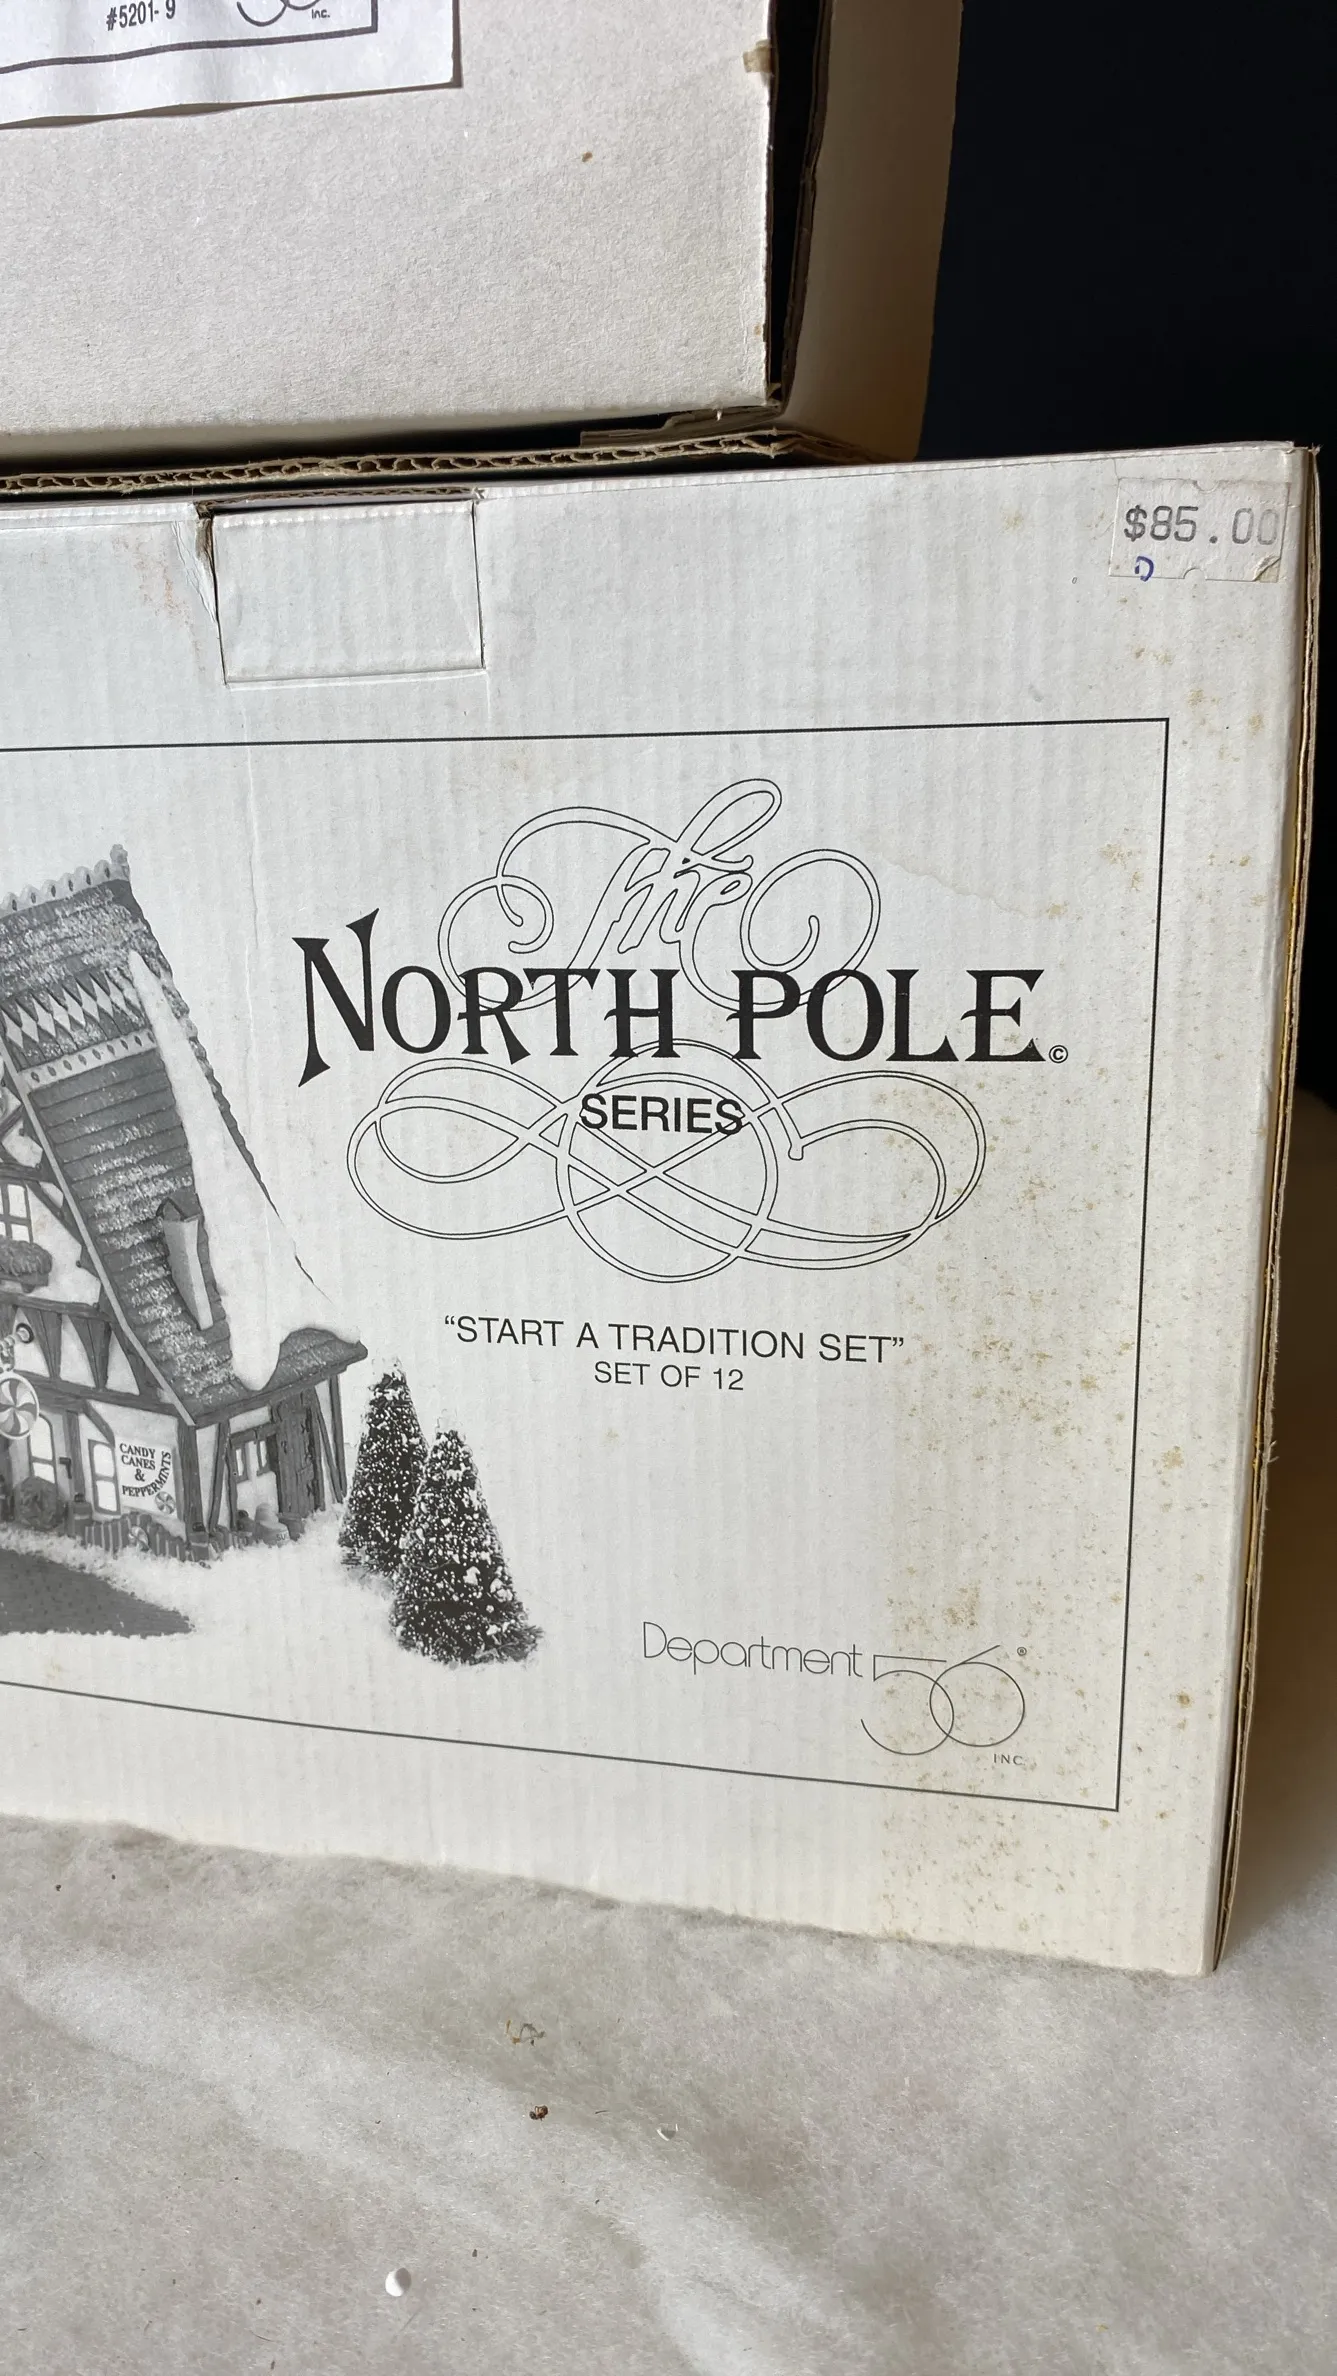 #5201-9
Inc.
$85.00
D
The
NORTH POLE©
SERIES
“START A TRADITION SET”
SET OF 12
CANDY
CANES
&
PEPPERMINTS
Department 56®
INC.